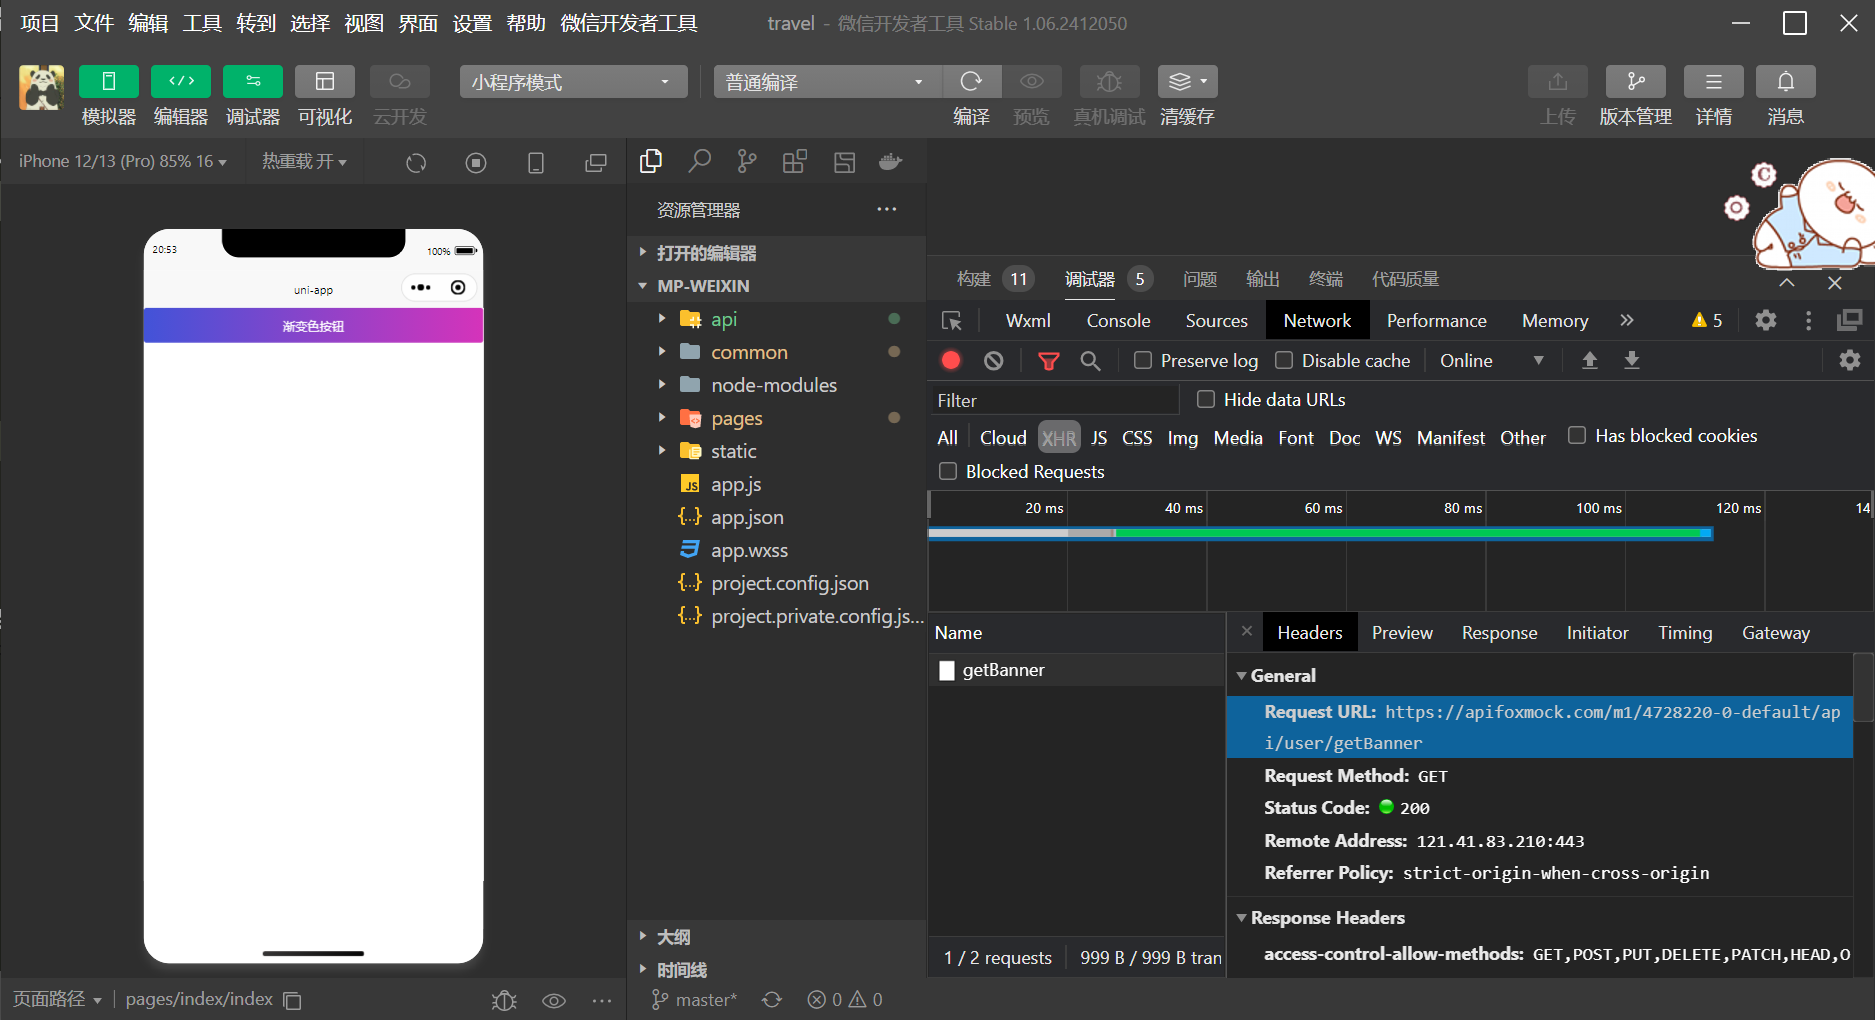 项目 文件 编辑 工具 转到 选择 视图 界面 设置 帮助 微信开发者工具
travel - 微信开发者工具 Stable 1.06.2412050
小程序模式
普通编译
模拟器 编辑器 调试器 可视化 云开发
编译 预览 真机调试 清缓存
上传 版本管理 详情 消息
iPhone 12/13 (Pro) 85% 16
热重载 开
20:53
100%
uni-app
渐变色按钮
页面路径
pages/index/index
资源管理器
打开的编辑器
MP-WEIXIN
api
common
node-modules
pages
static
JS app.js
{..} app.json
app.wxss
{..} project.config.json
{..} project.private.config.js...
大纲
时间线
master*
0
0
构建 11 调试器 5 问题 输出 终端 代码质量
Wxml Console Sources Network Performance Memory » 5
Preserve log Disable cache Online
Filter
Hide data URLs
All Cloud XHR JS CSS Img Media Font Doc WS Manifest Other Has blocked cookies
Blocked Requests
20 ms 40 ms 60 ms 80 ms 100 ms 120 ms 14
Name
getBanner
1 / 2 requests
999 B / 999 B tran
Headers Preview Response Initiator Timing Gateway
General
Request URL: https://apifoxmock.com/m1/4728220-0-default/ap
i/user/getBanner
Request Method: GET
Status Code: 200
Remote Address: 121.41.83.210:443
Referrer Policy: strict-origin-when-cross-origin
Response Headers
access-control-allow-methods: GET,POST,PUT,DELETE,PATCH,HEAD,O